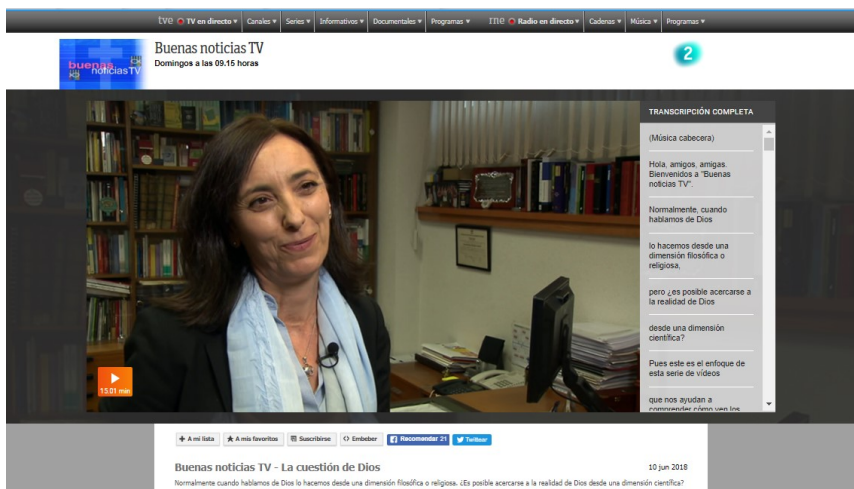 tve TV en directo Canales Series Informativos Documentales Programas rne Radio en directo Cadenas Música Programas
buenas noticias TV
Buenas noticias TV
Domingos a las 09.15 horas
2
15.01 min
TRANSCRIPCIÓN COMPLETA
(Música cabecera)
Hola, amigos, amigas.
Bienvenidos a "Buenas
noticias TV".
Normalmente, cuando
hablamos de Dios
lo hacemos desde una
dimensión filosófica o
religiosa,
pero ¿es posible acercarse a
la realidad de Dios
desde una dimensión
científica?
Pues este es el enfoque de
esta serie de vídeos
que nos ayudan a
comprender cómo ven los
+ A mi lista A mis favoritos Suscribirse Embeber Recomendar 21 Twittear
Buenas noticias TV - La cuestión de Dios 10 jun 2018
Normalmente cuando hablamos de Dios lo hacemos desde una dimensión filosófica o religiosa. ¿Es posible acercarse a la realidad de Dios desde una dimensión científica?